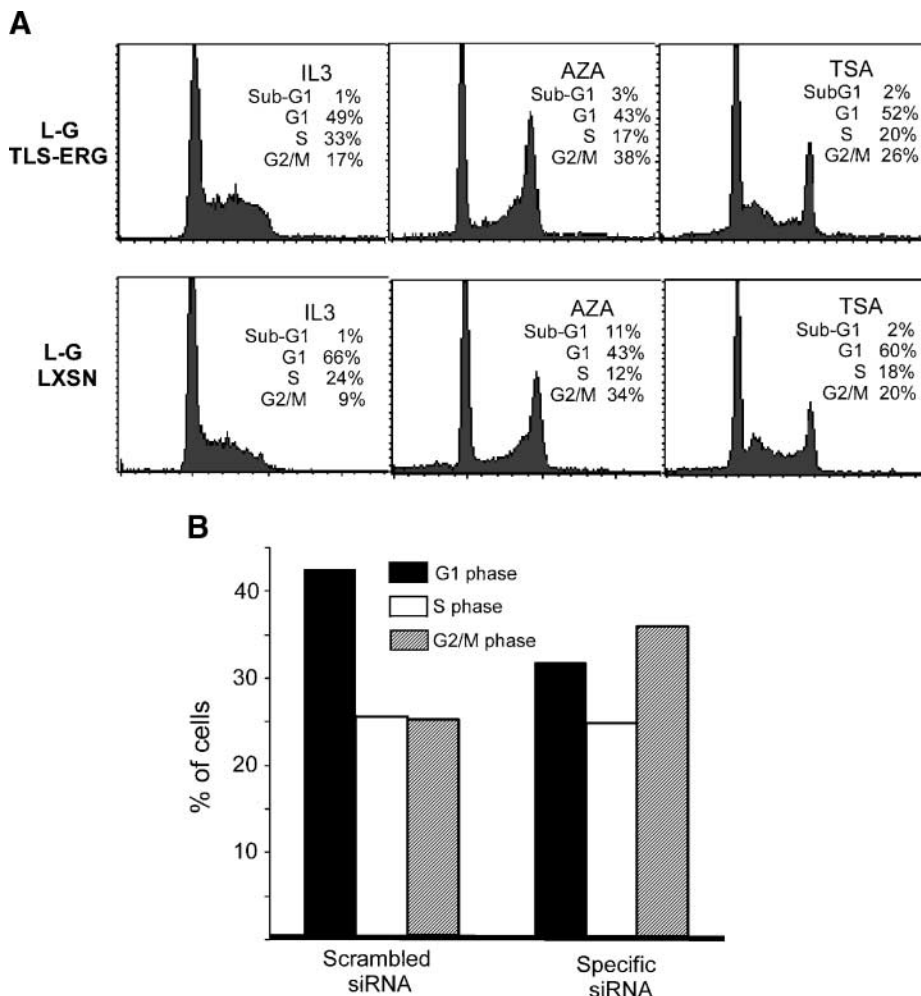 A
L-G
TLS-ERG
IL3
Sub-G1 1%
G1 49%
S 33%
G2/M 17%
AZA
Sub-G1 3%
G1 43%
S 17%
G2/M 38%
TSA
SubG1 2%
G1 52%
S 20%
G2/M 26%
L-G
LXSN
IL3
Sub-G1 1%
G1 66%
S 24%
G2/M 9%
AZA
Sub-G1 11%
G1 43%
S 12%
G2/M 34%
TSA
Sub-G1 2%
G1 60%
S 18%
G2/M 20%
B
G1 phase
S phase
G2/M phase
% of cells
40
30
20
10
Scrambled
siRNA
Specific
siRNA